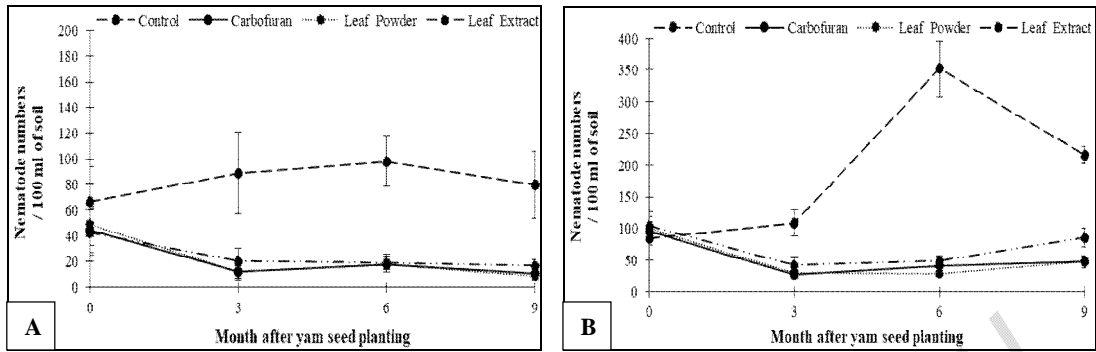 Control Carbofuran Leaf Powder Leaf Extract
200
180
160
140
120
100
80
60
40
20
0
Nematode numbers
/ 100 ml of soil
0 3 6 9
Month after yam seed planting
A
Control Carbofuran Leaf Powder Leaf Extract
400
350
300
250
200
150
100
50
0
Nematode numbers
/ 100 ml of soil
0 3 6 9
Month after yam seed planting
B